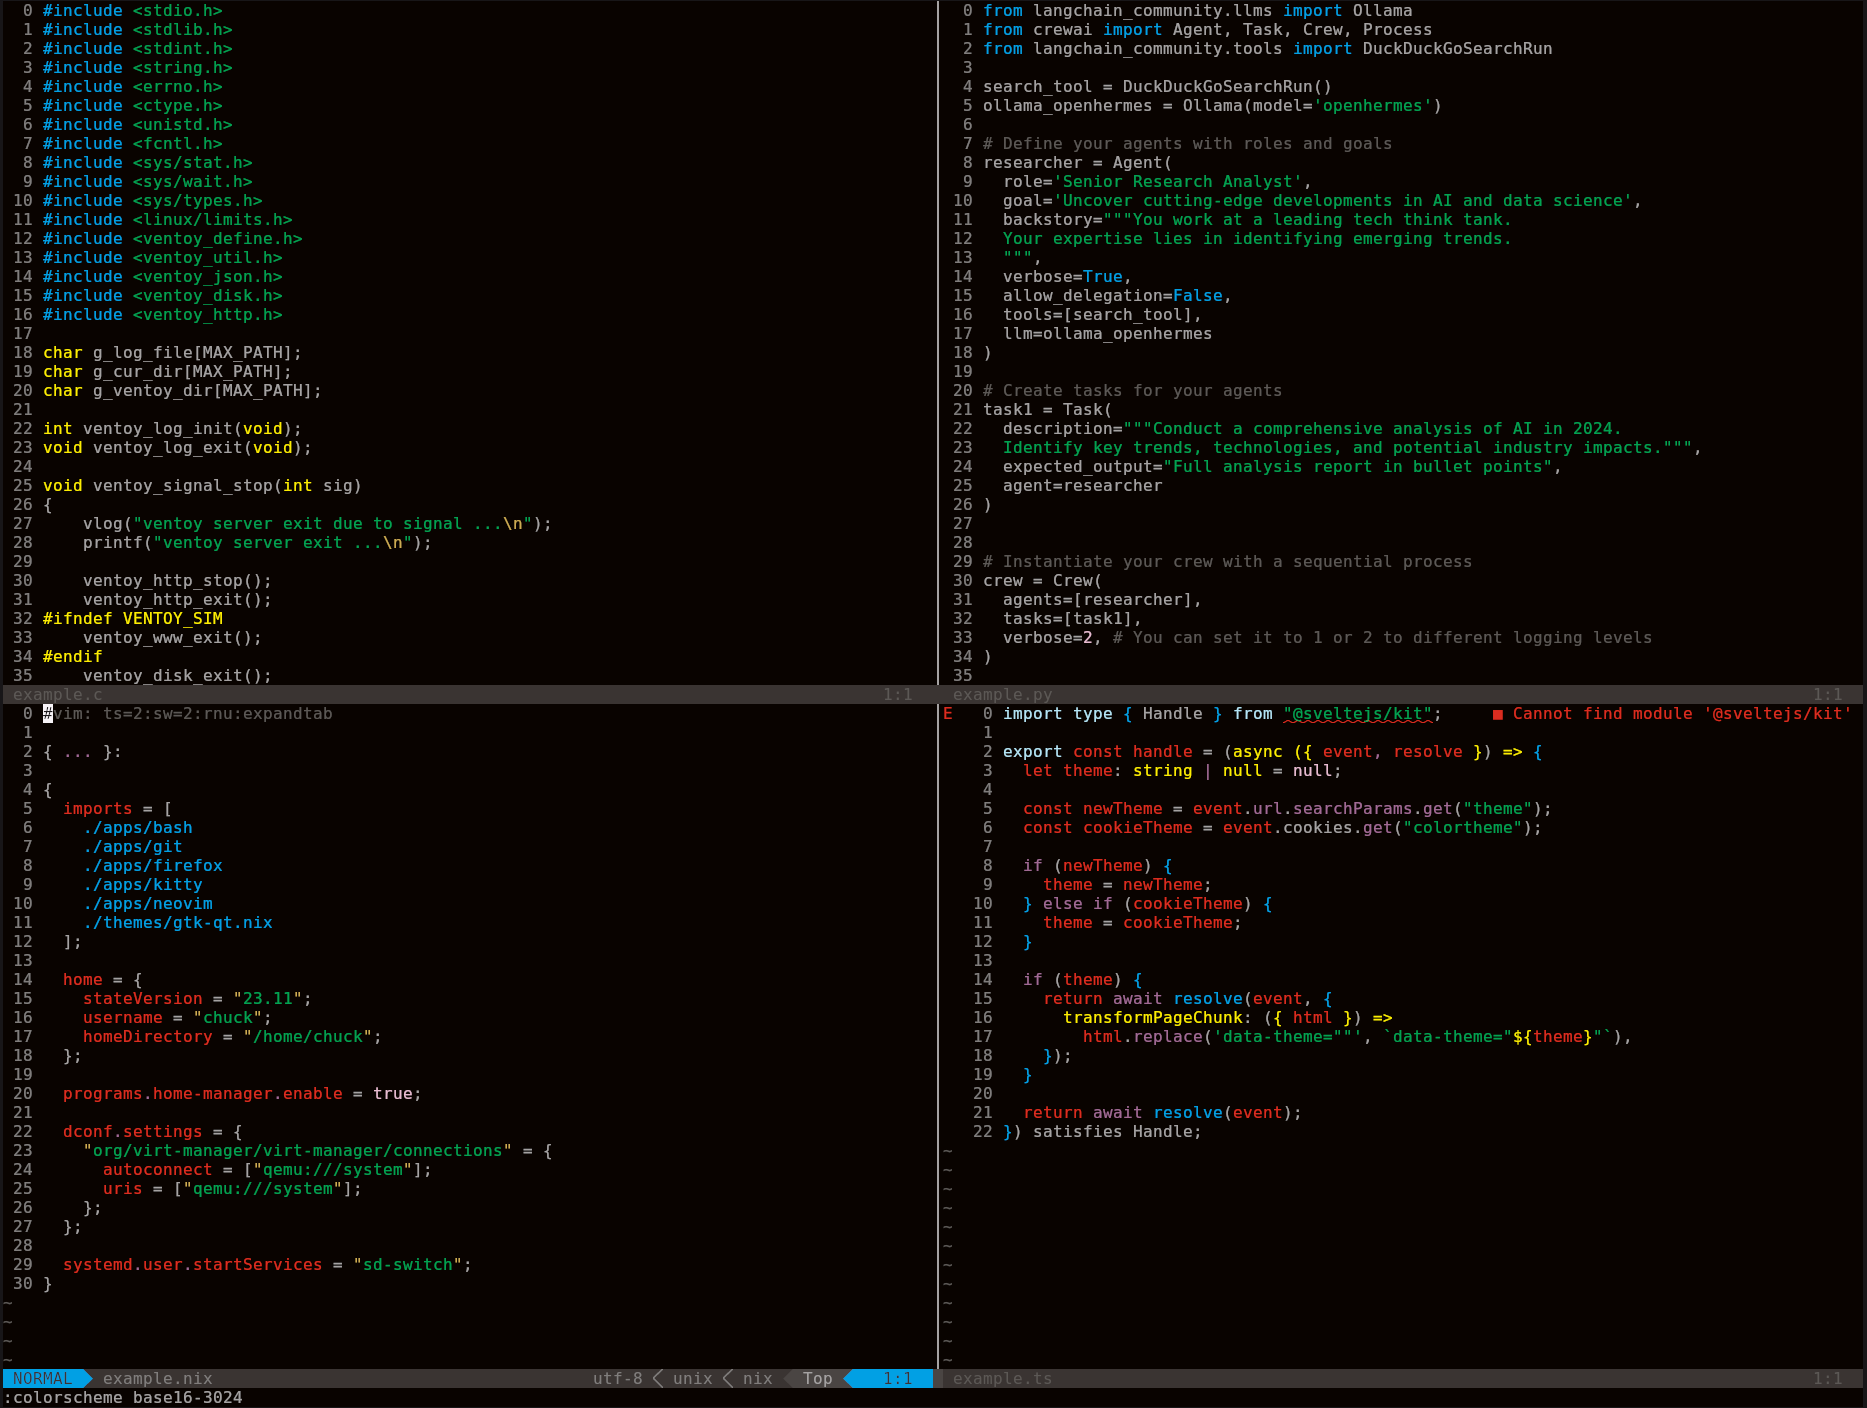 0 #include <stdio.h>
1 #include <stdlib.h>
2 #include <stdint.h>
3 #include <string.h>
4 #include <errno.h>
5 #include <ctype.h>
6 #include <unistd.h>
7 #include <fcntl.h>
8 #include <sys/stat.h>
9 #include <sys/wait.h>
10 #include <sys/types.h>
11 #include <linux/limits.h>
12 #include <ventoy_define.h>
13 #include <ventoy_util.h>
14 #include <ventoy_json.h>
15 #include <ventoy_disk.h>
16 #include <ventoy_http.h>
17
18 char g_log_file[MAX_PATH];
19 char g_cur_dir[MAX_PATH];
20 char g_ventoy_dir[MAX_PATH];
21
22 int ventoy_log_init(void);
23 void ventoy_log_exit(void);
24
25 void ventoy_signal_stop(int sig)
26 {
27     vlog("ventoy server exit due to signal ...\n");
28     printf("ventoy server exit ...\n");
29
30     ventoy_http_stop();
31     ventoy_http_exit();
32 #ifndef VENTOY_SIM
33     ventoy_www_exit();
34 #endif
35     ventoy_disk_exit();
example.c 1:1
0 from langchain_community.llms import Ollama
1 from crewai import Agent, Task, Crew, Process
2 from langchain_community.tools import DuckDuckGoSearchRun
3
4 search_tool = DuckDuckGoSearchRun()
5 ollama_openhermes = Ollama(model='openhermes')
6
7 # Define your agents with roles and goals
8 researcher = Agent(
9   role='Senior Research Analyst',
10   goal='Uncover cutting-edge developments in AI and data science',
11   backstory="""You work at a leading tech think tank.
12   Your expertise lies in identifying emerging trends.
13   """,
14   verbose=True,
15   allow_delegation=False,
16   tools=[search_tool],
17   llm=ollama_openhermes
18 )
19
20 # Create tasks for your agents
21 task1 = Task(
22   description="""Conduct a comprehensive analysis of AI in 2024.
23   Identify key trends, technologies, and potential industry impacts.""",
24   expected_output="Full analysis report in bullet points",
25   agent=researcher
26 )
27
28
29 # Instantiate your crew with a sequential process
30 crew = Crew(
31   agents=[researcher],
32   tasks=[task1],
33   verbose=2, # You can set it to 1 or 2 to different logging levels
34 )
35
example.py 1:1
0 #vim: ts=2:sw=2:rnu:expandtab
1
2 { ... }:
3
4 {
5   imports = [
6     ./apps/bash
7     ./apps/git
8     ./apps/firefox
9     ./apps/kitty
10     ./apps/neovim
11     ./themes/gtk-qt.nix
12   ];
13
14   home = {
15     stateVersion = "23.11";
16     username = "chuck";
17     homeDirectory = "/home/chuck";
18   };
19
20   programs.home-manager.enable = true;
21
22   dconf.settings = {
23     "org/virt-manager/virt-manager/connections" = {
24       autoconnect = ["qemu:///system"];
25       uris = ["qemu:///system"];
26     };
27   };
28
29   systemd.user.startServices = "sd-switch";
30 }
~
~
~
~
NORMAL example.nix utf-8 unix nix Top 1:1
E 0 import type { Handle } from "@sveltejs/kit"; ■ Cannot find module '@sveltejs/kit'
1
2 export const handle = (async ({ event, resolve }) => {
3   let theme: string | null = null;
4
5   const newTheme = event.url.searchParams.get("theme");
6   const cookieTheme = event.cookies.get("colortheme");
7
8   if (newTheme) {
9     theme = newTheme;
10   } else if (cookieTheme) {
11     theme = cookieTheme;
12   }
13
14   if (theme) {
15     return await resolve(event, {
16       transformPageChunk: ({ html }) =>
17         html.replace('data-theme=""', `data-theme="${theme}"`),
18     });
19   }
20
21   return await resolve(event);
22 }) satisfies Handle;
~
~
~
~
~
~
~
~
~
~
~
~
example.ts 1:1
:colorscheme base16-3024